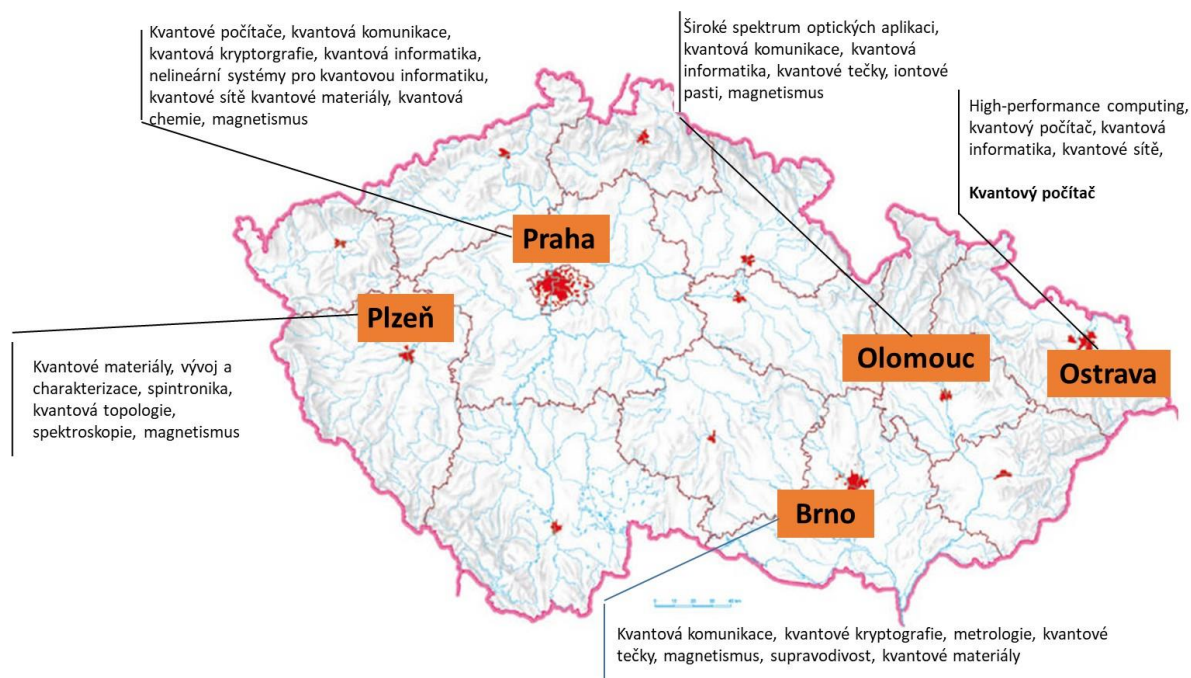 Kvantové počítače, kvantová komunikace,
kvantová kryptorgrafie, kvantová informatika,
nelineární systémy pro kvantovou informatiku,
kvantové sítě kvantové materiály, kvantová
chemie, magnetismus
Široké spektrum optických aplikaci,
kvantová komunikace, kvantová
informatika, kvantové tečky, iontové
pasti, magnetismus
High-performance computing,
kvantový počítač, kvantová
informatika, kvantové sítě,
Kvantový počítač
Praha
Plzeň
Olomouc
Ostrava
Kvantové materiály, vývoj a
charakterizace, spintronika,
kvantová topologie,
spektroskopie, magnetismus
Brno
Kvantová komunikace, kvantové kryptografie, metrologie, kvantové
tečky, magnetismus, supravodivost, kvantové materiály